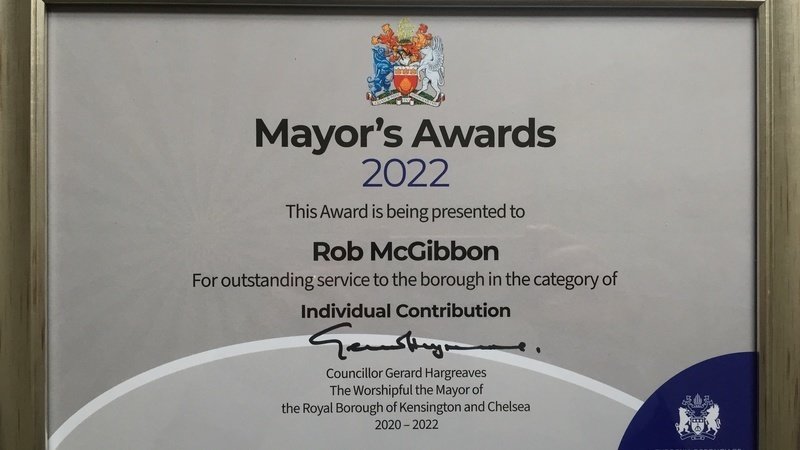 Mayor's Awards
2022
This Award is being presented to
Rob McGibbon
For outstanding service to the borough in the category of
Individual Contribution
Councillor Gerard Hargreaves
The Worshipful the Mayor of
the Royal Borough of Kensington and Chelsea
2020 – 2022